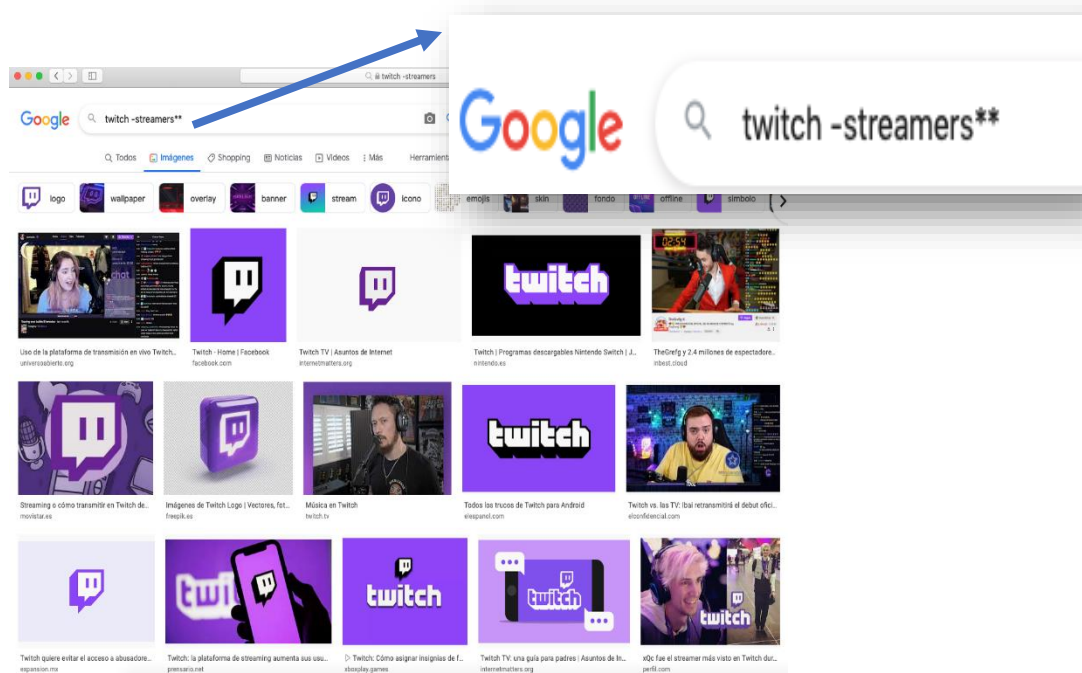 Google
twitch -streamers**
twitch -streamers
Google
twitch -streamers**
Todos Imágenes Shopping Noticias Vídeos Más
logo wallpaper overlay banner stream icono emojis skin fondo offline simbolo
chat
twitch
02:54
Uso de la plataforma de transmisión en vivo Twitch...
universoabierto.org
Twitch - Home | Facebook
facebook.com
Twitch TV | Asuntos de Internet
internetmatters.org
Twitch | Programas descargables Nintendo Switch | J...
nintendo.es
TheGrefg y 2.4 millones de espectadore...
inbest.cloud
twitch
Streaming o cómo transmitir en Twitch de...
movistar.es
Imágenes de Twitch Logo | Vectores, fot...
freepik.es
Música en Twitch
twitch.tv
Todos los trucos de Twitch para Android
elespanol.com
Twitch vs. las TV: Ibai retransmitirá el debut ofici...
elconfidencial.com
twi
twitch
twitch
twitch
Twitch quiere evitar el acceso a abusadore...
expansion.mx
Twitch: la plataforma de streaming aumenta sus usu...
prensario.net
▷ Twitch: Cómo asignar insignias de f...
xboxplay.games
Twitch TV: una guía para padres | Asuntos de In...
internetmatters.org
xQc fue el streamer más visto en Twitch dur...
perfil.com